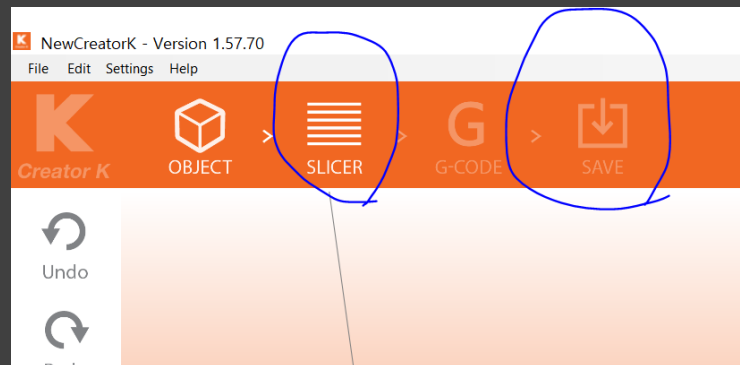 K NewCreatorK - Version 1.57.70
File Edit Settings Help
K
Creator K
OBJECT > SLICER > G-CODE > SAVE
G
Undo